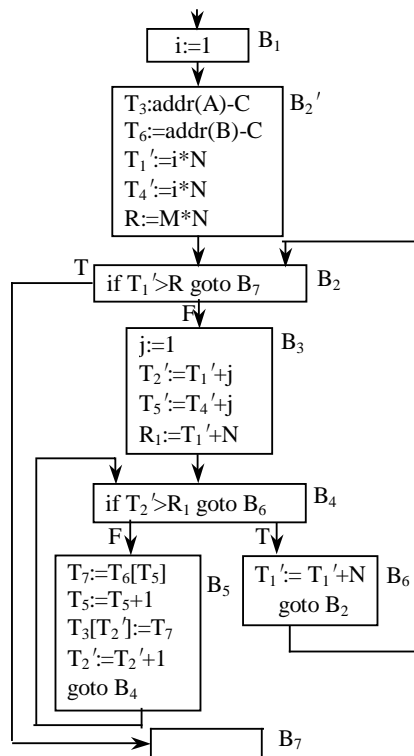 i:=1 B₁
T₃:addr(A)-C B₂′
T₆:=addr(B)-C
T₁′:=i*N
T₄′:=i*N
R:=M*N
T
if T₁′>R goto B₇ B₂
F
j:=1 B₃
T₂′:=T₁′+j
T₅′:=T₄′+j
R₁:=T₁′+N
if T₂′>R₁ goto B₆ B₄
F T
T₇:=T₆[T₅] B₅
T₅:=T₅+1
T₃[T₂′]:=T₇
T₂′:=T₂′+1
goto B₄
T₁′:= T₁′+N B₆
goto B₂
B₇